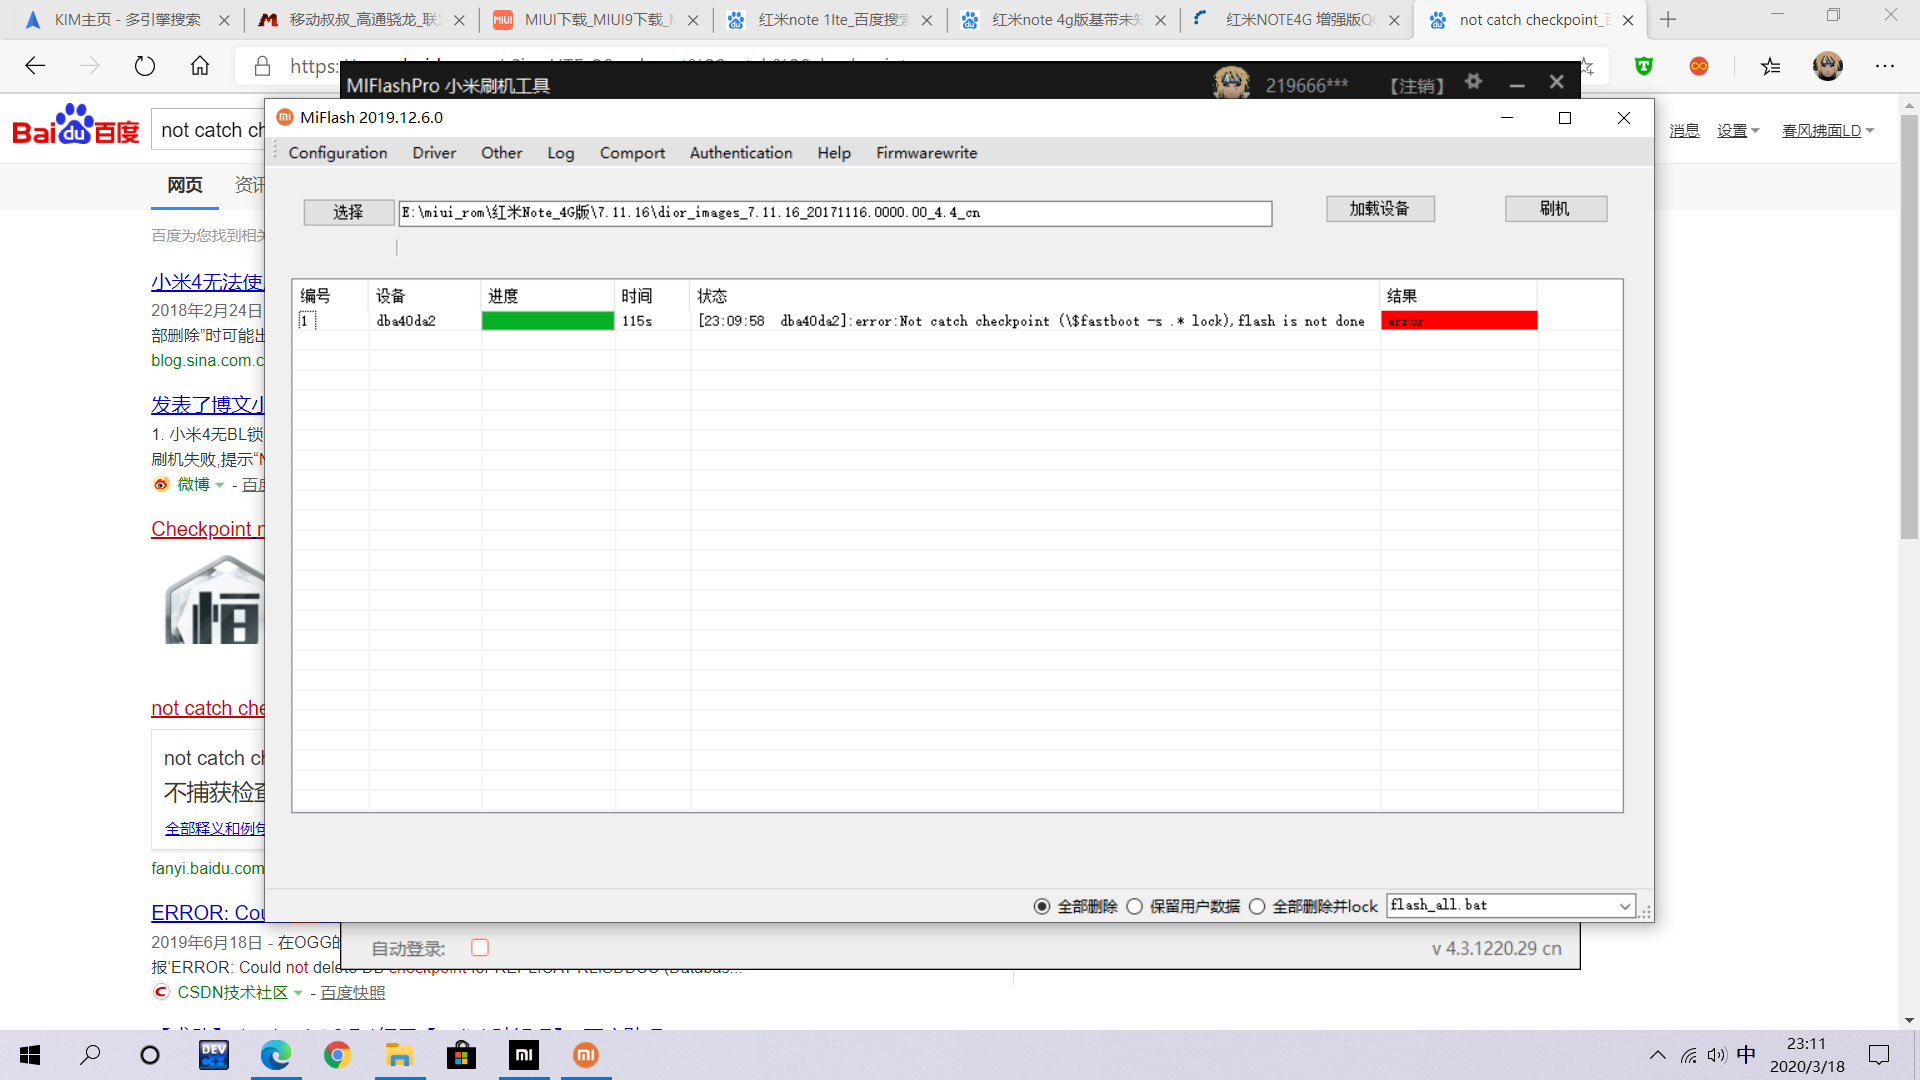 KIM主页 - 多引擎搜索
移动叔叔_高通骁龙_联
MIUI下载_MIUI9下载_
红米note 1lte_百度搜
红米note 4g版基带未
红米NOTE4G 增强版Q
not catch checkpoint_
https:
MIFlashPro 小米刷机工具
219666***
【注销】
Bai du 百度
not catch ch
消息
设置
春风拂面LD
MiFlash 2019.12.6.0
Configuration Driver Other Log Comport Authentication Help Firmwarewrite
网页
资讯
选择
E:\miui_rom\红米Note_4G版\7.11.16\dior_images_7.11.16_20171116.0000.00_4.4_cn
加载设备
刷机
百度为您找到相关
编号 设备 进度 时间 状态 结果
1 dba40da2 115s [23:09:58 dba40da2]:error:Not catch checkpoint (\$fastboot -s .* lock),flash is not done error
小米4无法使
2018年2月24日
部删除"时可能出
blog.sina.com.c
发表了博文小
1. 小米4无BL锁
刷机失败,提示"N
微博 - 百度
Checkpoint n
恒
not catch che
not catch ch
不捕获检查
全部释义和例句
fanyi.baidu.com
ERROR: Cou
全部删除 保留用户数据 全部删除并lock flash_all.bat
2019年6月18日 - 在OGG的
自动登录:
v 4.3.1220.29 cn
报'ERROR: Could not delete DB checkpoint for REPLICAT
CSDN技术社区 - 百度快照
DEV
C++
mi
mi
中
23:11
2020/3/18